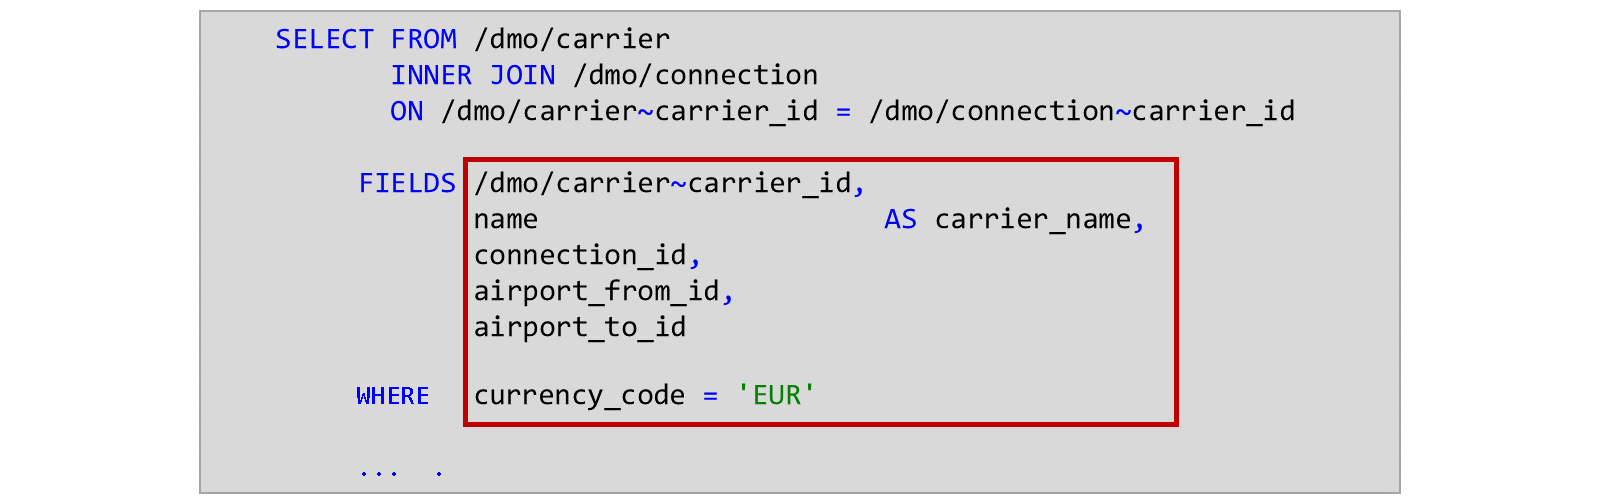 SELECT FROM /dmo/carrier
INNER JOIN /dmo/connection
ON /dmo/carrier~carrier_id = /dmo/connection~carrier_id
FIELDS /dmo/carrier~carrier_id,
name AS carrier_name,
connection_id,
airport_from_id,
airport_to_id
WHERE currency_code = 'EUR'
... .